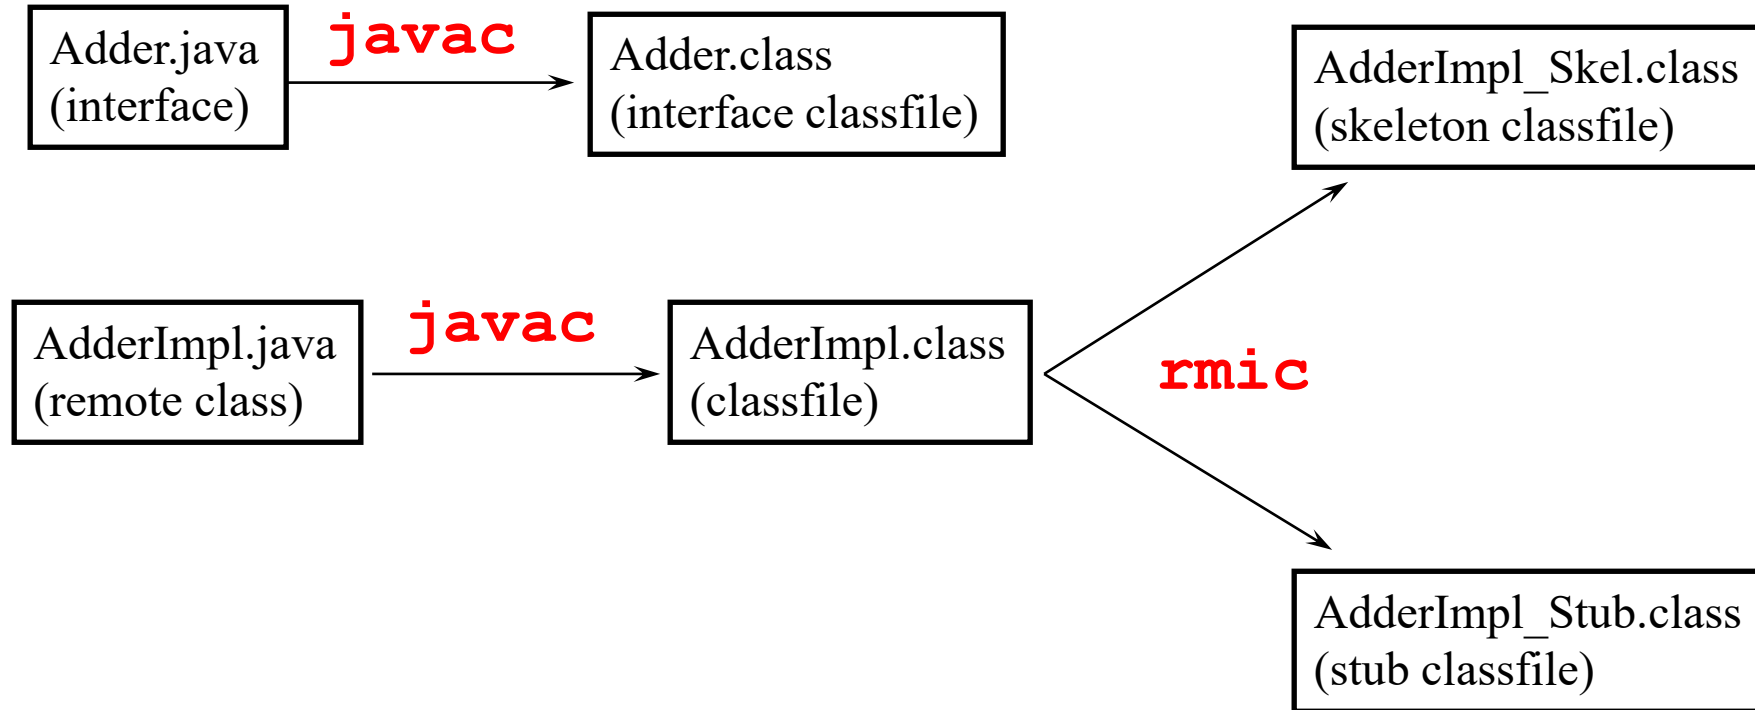 Adder.java
(interface)
javac
Adder.class
(interface classfile)
AdderImpl_Skel.class
(skeleton classfile)
AdderImpl.java
(remote class)
javac
AdderImpl.class
(classfile)
rmic
AdderImpl_Stub.class
(stub classfile)